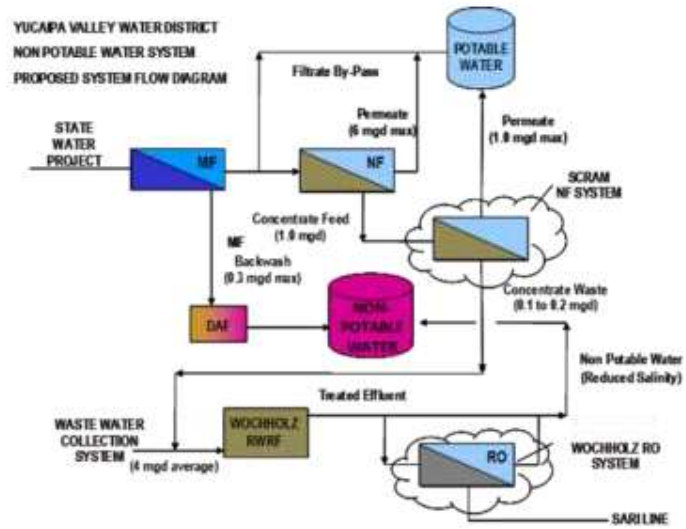 YUCAIPA VALLEY WATER DISTRICT
NON POTABLE WATER SYSTEM
PROPOSED SYSTEM FLOW DIAGRAM
POTABLE
WATER
Filtrate By-Pass
Permeate
(6 mgd max)
Permeate
(1.0 mgd max)
STATE
WATER
PROJECT
MF
NF
SCRAM
NF SYSTEM
Concentrate Feed
(1.0 mgd)
MF
Backwash
(0.3 mgd max)
Concentrate Waste
(0.1 to 0.2 mgd)
DAF
NON-
POTABLE
WATER
Non Potable Water
(Reduced Salinity)
Treated Effluent
WASTE WATER
COLLECTION
SYSTEM
(4 mgd average)
WOCHHOLZ
RWRF
RO
WOCHHOLZ RO
SYSTEM
SARI LINE